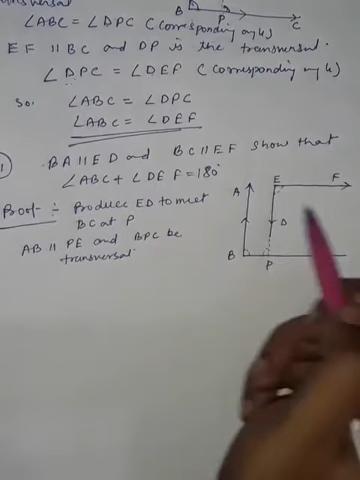 ∠ABC = ∠DPC (Corresponding ang ∠s)
EF || BC and DP is the transversal.
∠DPC = ∠DEF (Corresponding ang ∠)
So. ∠ABC = ∠DPC
∠ABC = ∠DEF
BA || ED and BC || EF show that
∠ABC + ∠DEF = 180°
Proof :- Produce ED to meet
BC at P
AB || PE and BPC be
transversal
B P C
A E F
D
B P